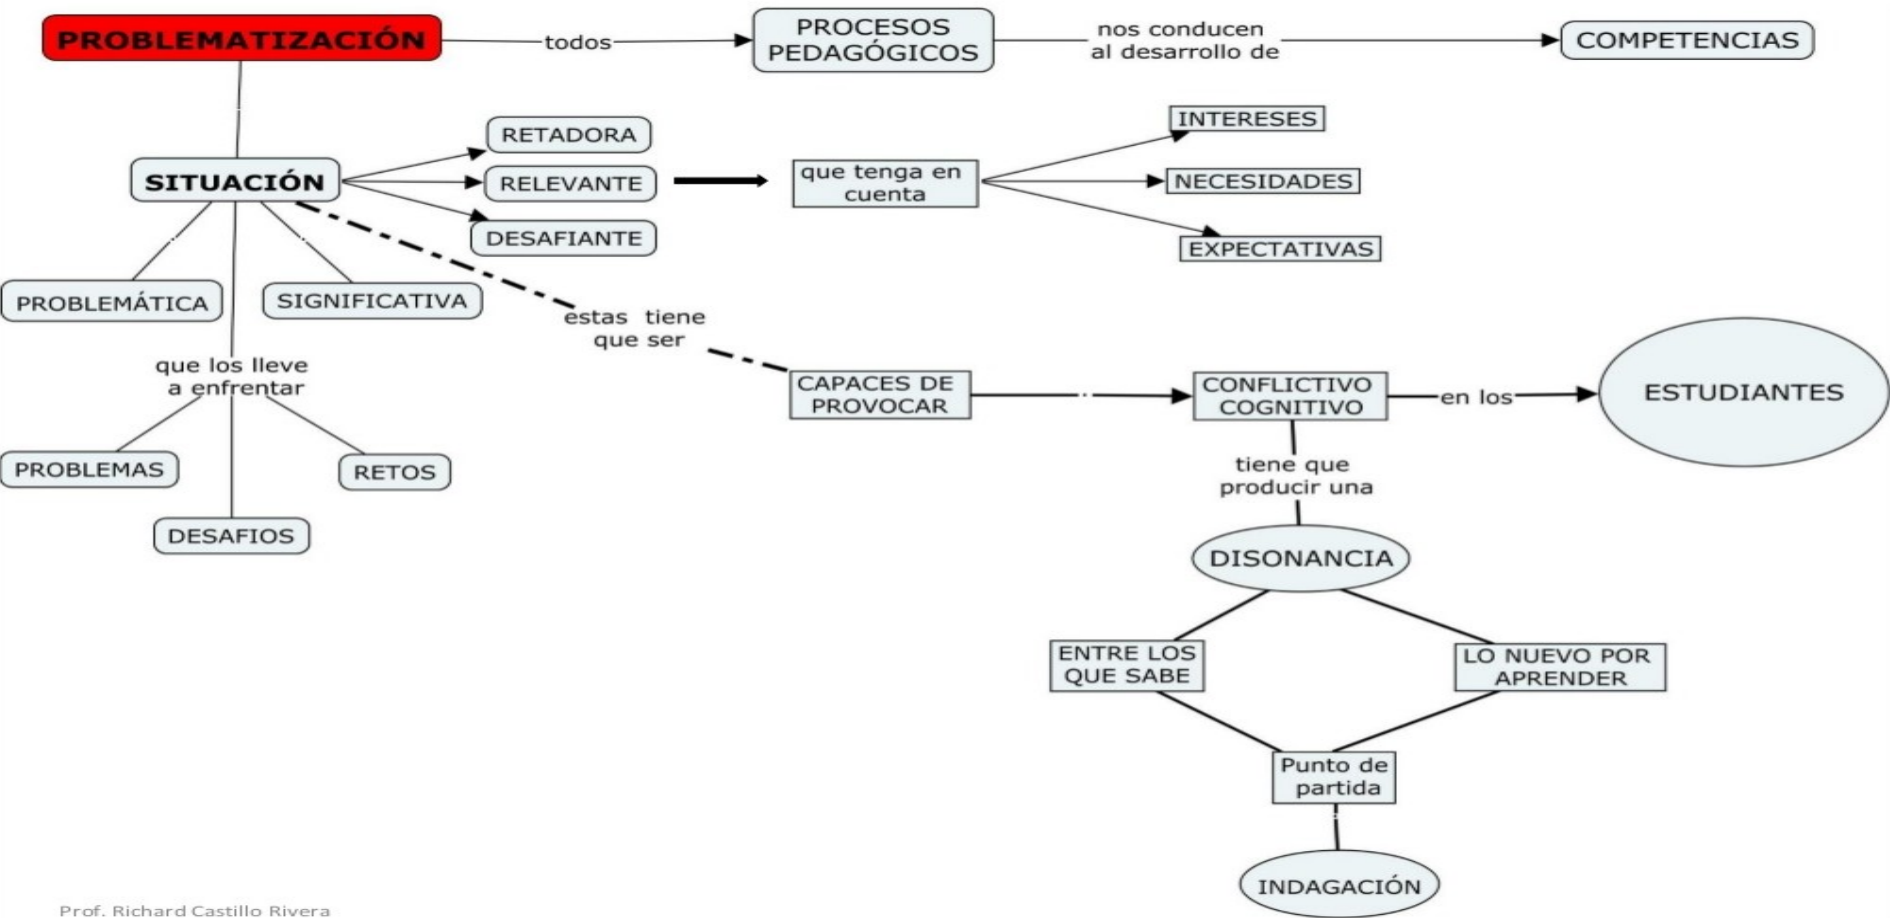 PROBLEMATIZACIÓN
todos
PROCESOS
PEDAGÓGICOS
nos conducen
al desarrollo de
COMPETENCIAS
SITUACIÓN
RETADORA
RELEVANTE
DESAFIANTE
que tenga en
cuenta
INTERESES
NECESIDADES
EXPECTATIVAS
PROBLEMÁTICA
SIGNIFICATIVA
que los lleve
a enfrentar
PROBLEMAS
DESAFIOS
RETOS
estas tiene
que ser
CAPACES DE
PROVOCAR
CONFLICTIVO
COGNITIVO
en los
ESTUDIANTES
tiene que
producir una
DISONANCIA
ENTRE LOS
QUE SABE
LO NUEVO POR
APRENDER
Punto de
partida
INDAGACIÓN
Prof. Richard Castillo Rivera